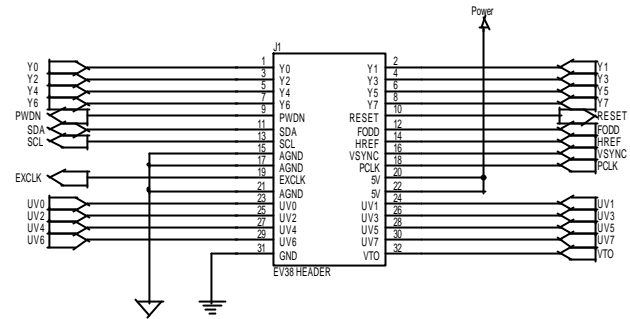 Power
J1
Y0 1 Y0 Y1 2 Y1
Y2 3 Y2 Y3 4 Y3
Y4 5 Y4 Y5 6 Y5
Y6 7 Y6 Y7 8 Y7
PWDN 9 PWDN RESET 10 RESET
SDA 11 SDA FODD 12 FODD
SCL 13 SCL HREF 14 HREF
15 AGND VSYNC 16 VSYNC
17 AGND PCLK 18 PCLK
EXCLK 19 EXCLK 5V 20
21 AGND 5V 22
UV0 23 UV0 UV1 24 UV1
UV2 25 UV2 UV3 26 UV3
UV4 27 UV4 UV5 28 UV5
UV6 29 UV6 UV7 30 UV7
31 GND VTO 32 VTO
EV38 HEADER